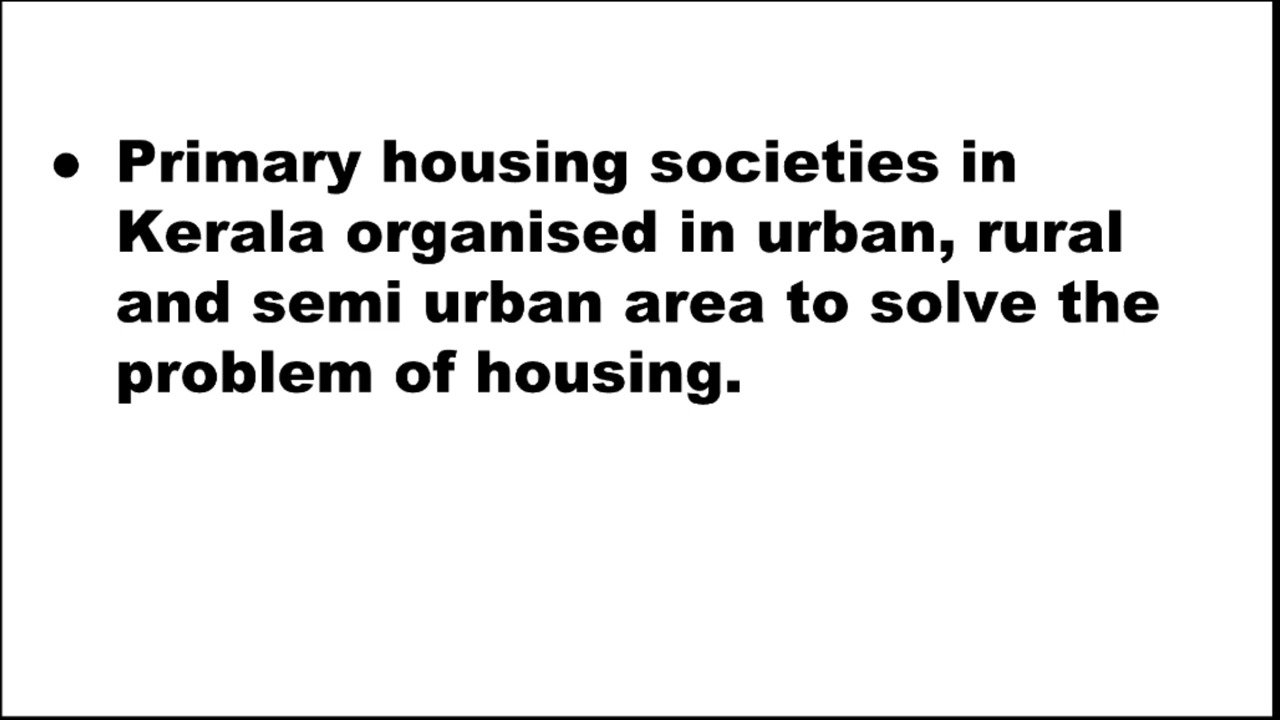 ● Primary housing societies in
Kerala organised in urban, rural
and semi urban area to solve the
problem of housing.